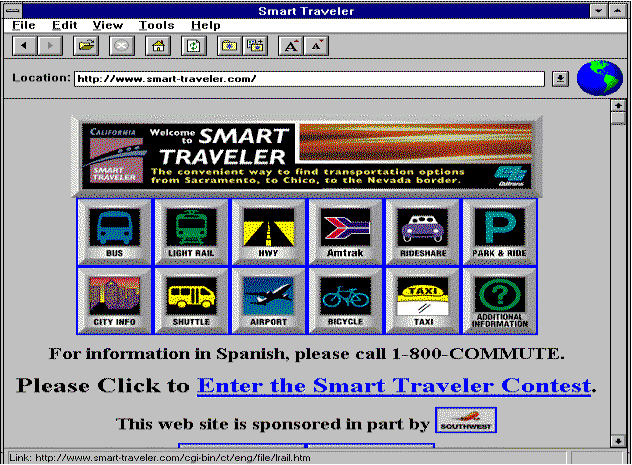 Smart Traveler
File Edit View Tools Help
Location: http://www.smart-traveler.com/
CALIFORNIA
SMART
TRAVELER
Welcome
to SMART
TRAVELER
The convenient way to find transportation options
from Sacramento, to Chico, to the Nevada border.
Caltrans
BUS LIGHT RAIL HWY Amtrak RIDESHARE PARK & RIDE
TAXI
CITY INFO SHUTTLE AIRPORT BICYCLE TAXI ADDITIONAL
INFORMATION
For information in Spanish, please call 1-800-COMMUTE.
Please Click to Enter the Smart Traveler Contest.
This web site is sponsored in part by SOUTHWEST
Link: http://www.smart-traveler.com/cgi-bin/ct/eng/file/lrail.htm